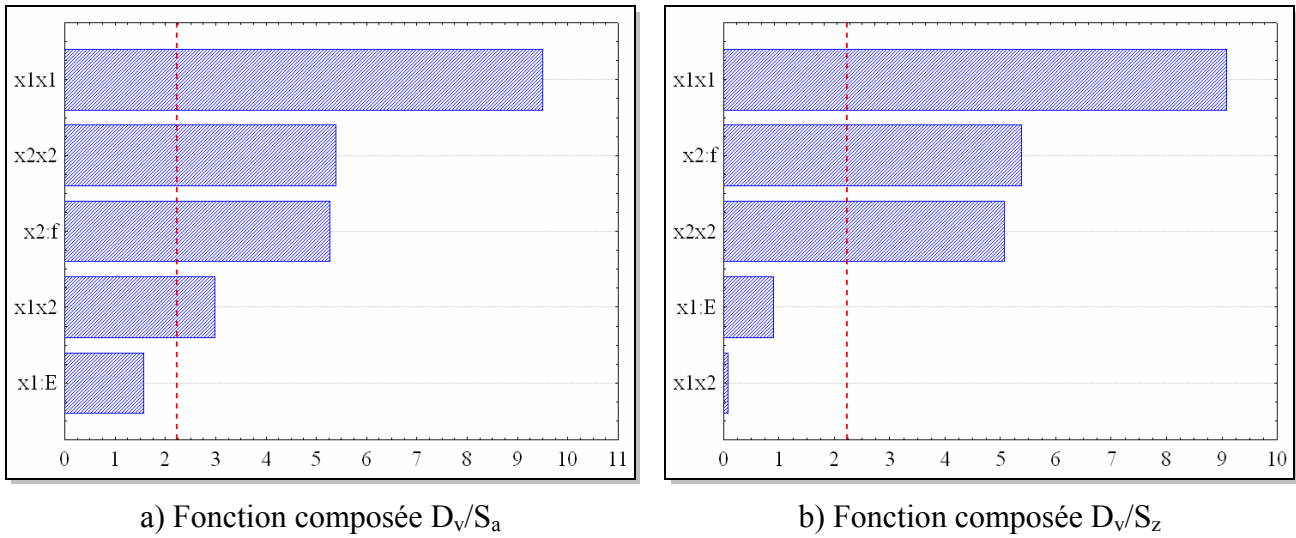 x1x1
x2x2
x2:f
x1x2
x1:E
0 1 2 3 4 5 6 7 8 9 10 11
a) Fonction composée Dv/Sa
x1x1
x2:f
x2x2
x1:E
x1x2
0 1 2 3 4 5 6 7 8 9 10
b) Fonction composée Dv/Sz